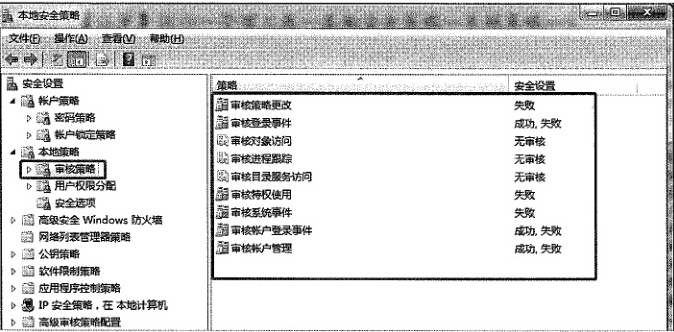 本地安全策略
文件(F) 操作(A) 查看(V) 帮助(H)
安全设置
帐户策略
密码策略
帐户锁定策略
本地策略
审核策略
用户权限分配
安全选项
高级安全 Windows 防火墙
网络列表管理器策略
公钥策略
软件限制策略
应用程序控制策略
IP 安全策略，在 本地计算机
高级审核策略配置
策略 安全设置
审核策略更改 失败
审核登录事件 成功, 失败
审核对象访问 无审核
审核进程跟踪 无审核
审核目录服务访问 无审核
审核特权使用 失败
审核系统事件 失败
审核帐户登录事件 成功, 失败
审核帐户管理 成功, 失败